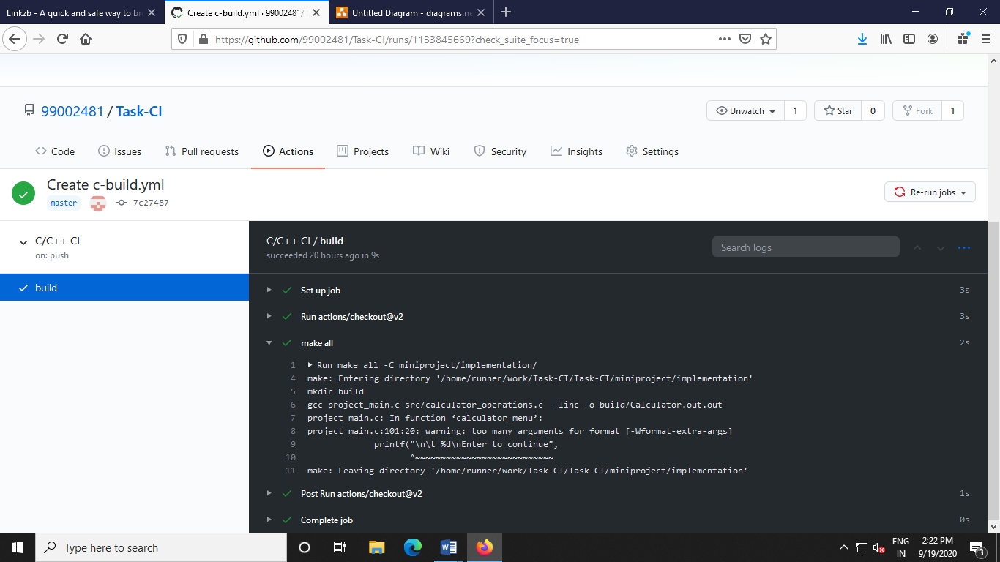 Linkzb - A quick and safe way to br
Create c-build.yml · 99002481/T
Untitled Diagram - diagrams.ne
https://github.com/99002481/Task-CI/runs/1133845669?check_suite_focus=true
99002481 / Task-CI
Unwatch 1
Star 0
Fork 1
Code
Issues
Pull requests
Actions
Projects
Wiki
Security
Insights
Settings
Create c-build.yml
master 7c27487
Re-run jobs
C/C++ CI
on: push
build
C/C++ CI / build
succeeded 20 hours ago in 9s
Search logs
Set up job 3s
Run actions/checkout@v2 3s
make all 2s
1 Run make all -C miniproject/implementation/
4 make: Entering directory '/home/runner/work/Task-CI/Task-CI/miniproject/implementation'
5 mkdir build
6 gcc project_main.c src/calculator_operations.c  -Iinc -o build/Calculator.out.out
7 project_main.c: In function ‘calculator_menu’:
8 project_main.c:101:20: warning: too many arguments for format [-Wformat-extra-args]
9 printf("\n\t %d\nEnter to continue",
10 ^~~~~~~~~~~~~~~~~~~~~~~~~~~~
11 make: Leaving directory '/home/runner/work/Task-CI/Task-CI/miniproject/implementation'
Post Run actions/checkout@v2 1s
Complete job 0s
Type here to search
ENG
IN
2:22 PM
9/19/2020
3